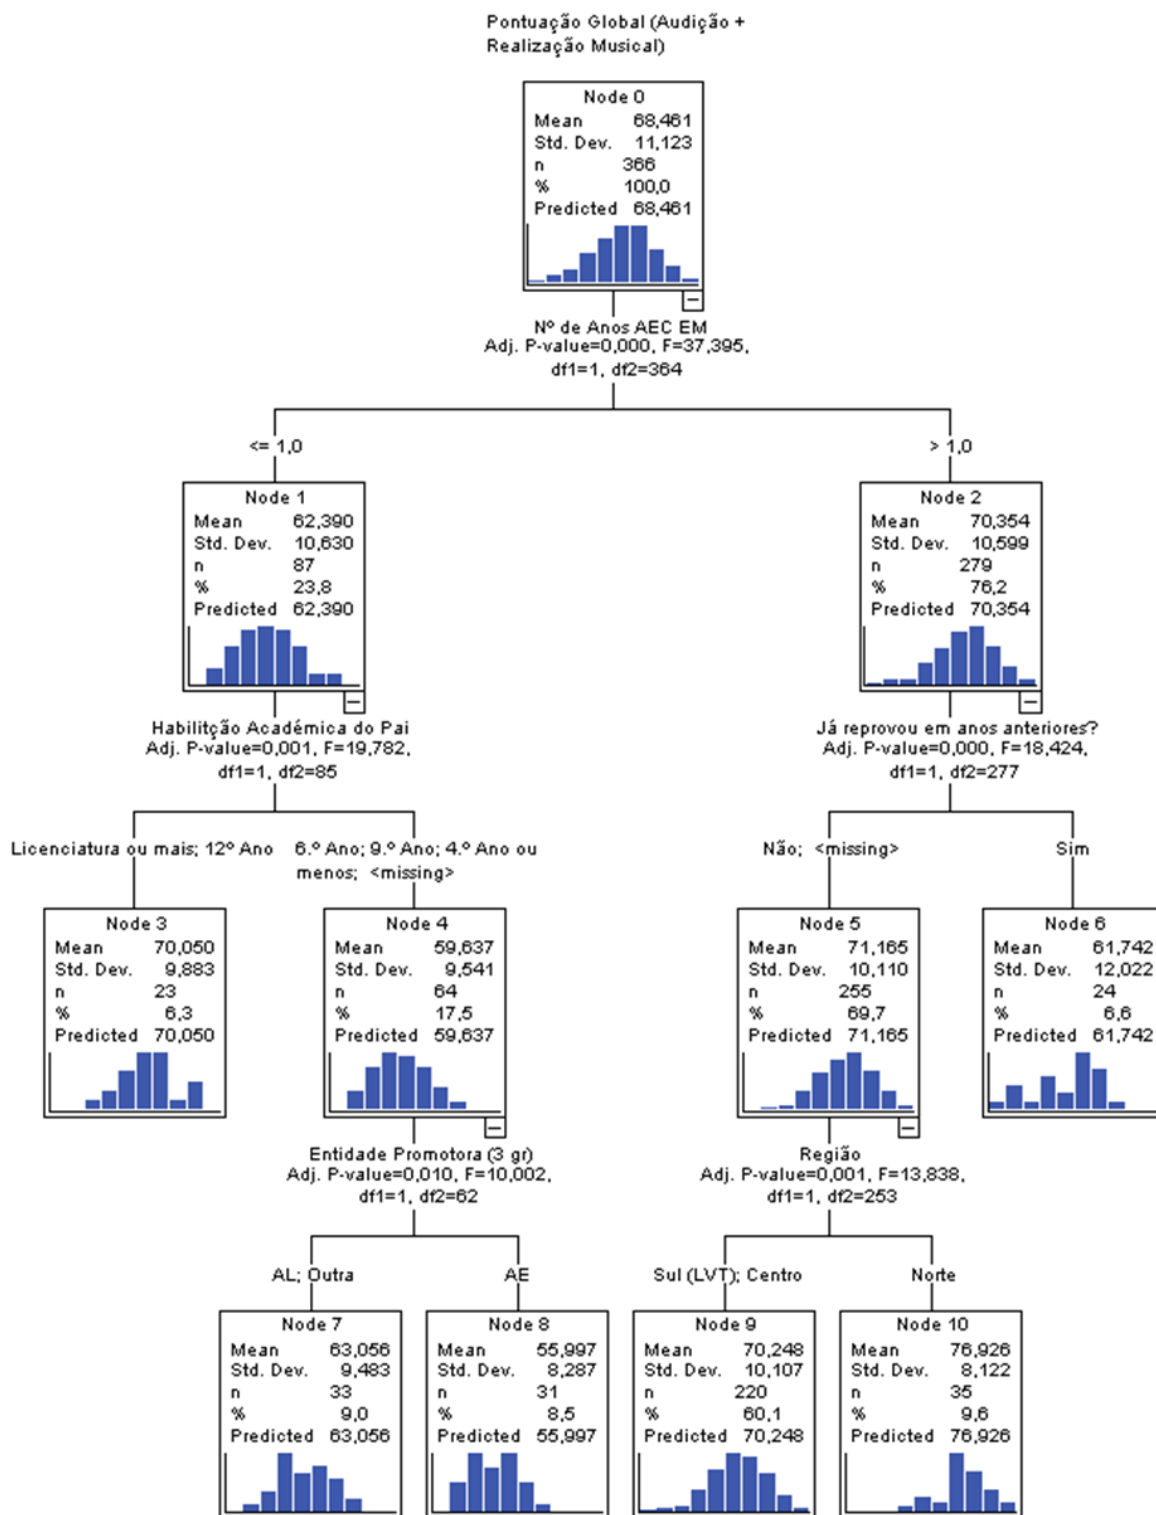 Pontuação Global (Audição +
Realização Musical)
Node 0
Mean 68,461
Std. Dev. 11,123
n 366
% 100,0
Predicted 68,461
Nº de Anos AEC EM
Adj. P-value=0,000, F=37,395,
df1=1, df2=364
<= 1,0
> 1,0
Node 1
Mean 62,390
Std. Dev. 10,630
n 87
% 23,8
Predicted 62,390
Node 2
Mean 70,354
Std. Dev. 10,599
n 279
% 76,2
Predicted 70,354
Habilitção Académica do Pai
Adj. P-value=0,001, F=19,782,
df1=1, df2=85
Já reprovou em anos anteriores?
Adj. P-value=0,000, F=18,424,
df1=1, df2=277
Licenciatura ou mais; 12º Ano
6.º Ano; 9.º Ano; 4.º Ano ou
menos; <missing>
Não; <missing>
Sim
Node 3
Mean 70,050
Std. Dev. 9,883
n 23
% 6,3
Predicted 70,050
Node 4
Mean 59,637
Std. Dev. 9,541
n 64
% 17,5
Predicted 59,637
Node 5
Mean 71,165
Std. Dev. 10,110
n 255
% 69,7
Predicted 71,165
Node 6
Mean 61,742
Std. Dev. 12,022
n 24
% 6,6
Predicted 61,742
Entidade Promotora (3 gr)
Adj. P-value=0,010, F=10,002,
df1=1, df2=62
Região
Adj. P-value=0,001, F=13,838,
df1=1, df2=253
AL; Outra
AE
Sul (LVT); Centro
Norte
Node 7
Mean 63,056
Std. Dev. 9,483
n 33
% 9,0
Predicted 63,056
Node 8
Mean 55,997
Std. Dev. 8,287
n 31
% 8,5
Predicted 55,997
Node 9
Mean 70,248
Std. Dev. 10,107
n 220
% 60,1
Predicted 70,248
Node 10
Mean 76,926
Std. Dev. 8,122
n 35
% 9,6
Predicted 76,926